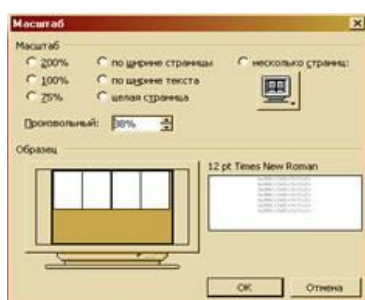 Масштаб
Масштаб
200% по ширине страницы несколько страниц:
100% по ширине текста
75% целая страница
Произвольный: 38%
Образец
12 pt Times New Roman
ОК Отмена